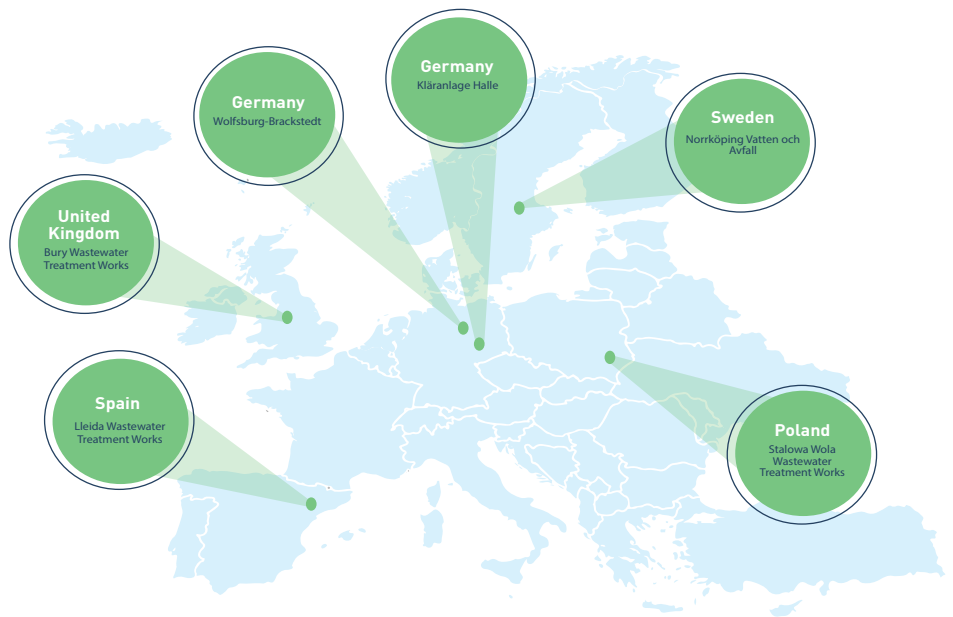 Germany
Kläranlage Halle
Germany
Wolfsburg-Brackstedt
Sweden
Norrköping Vatten och
Avfall
United
Kingdom
Bury Wastewater
Treatment Works
Spain
Lleida Wastewater
Treatment Works
Poland
Stalowa Wola
Wastewater
Treatment Works